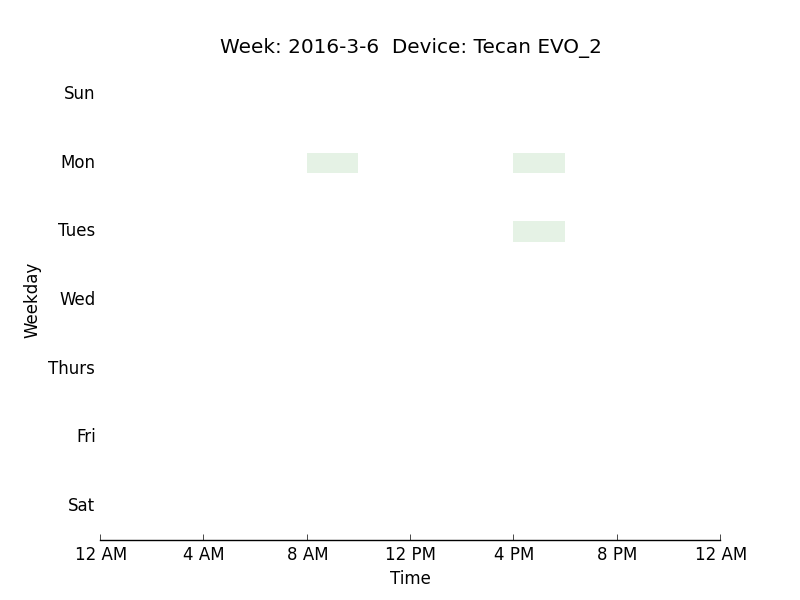 Week: 2016-3-6  Device: Tecan EVO_2
Sun
Mon
Tues
Wed
Thurs
Fri
Sat
Weekday
12 AM 4 AM 8 AM 12 PM 4 PM 8 PM 12 AM
Time